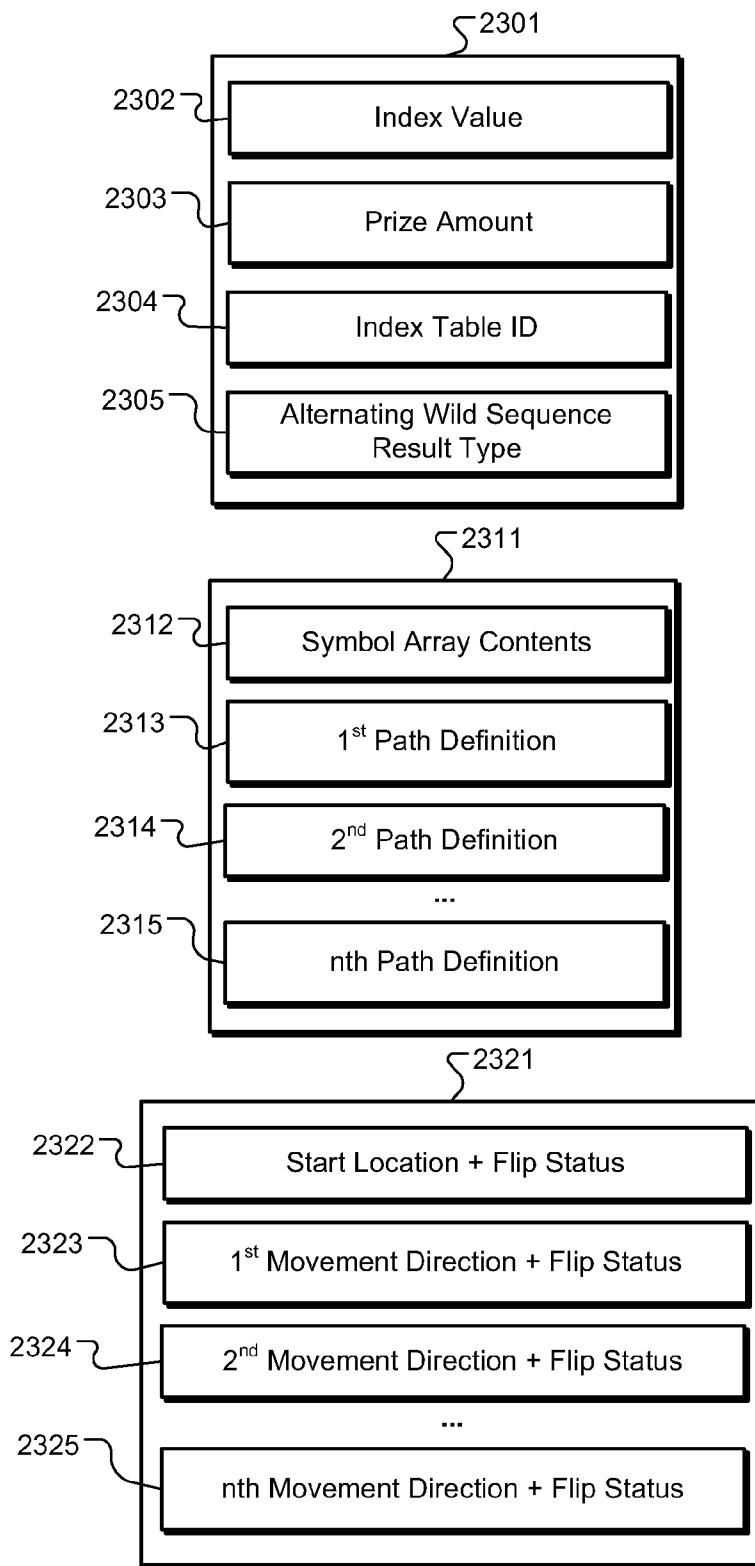 2301
2302
Index Value
2303
Prize Amount
2304
Index Table ID
2305
Alternating Wild Sequence
Result Type
2311
2312
Symbol Array Contents
2313
1st Path Definition
2314
2nd Path Definition
...
2315
nth Path Definition
2321
2322
Start Location + Flip Status
2323
1st Movement Direction + Flip Status
2324
2nd Movement Direction + Flip Status
...
2325
nth Movement Direction + Flip Status